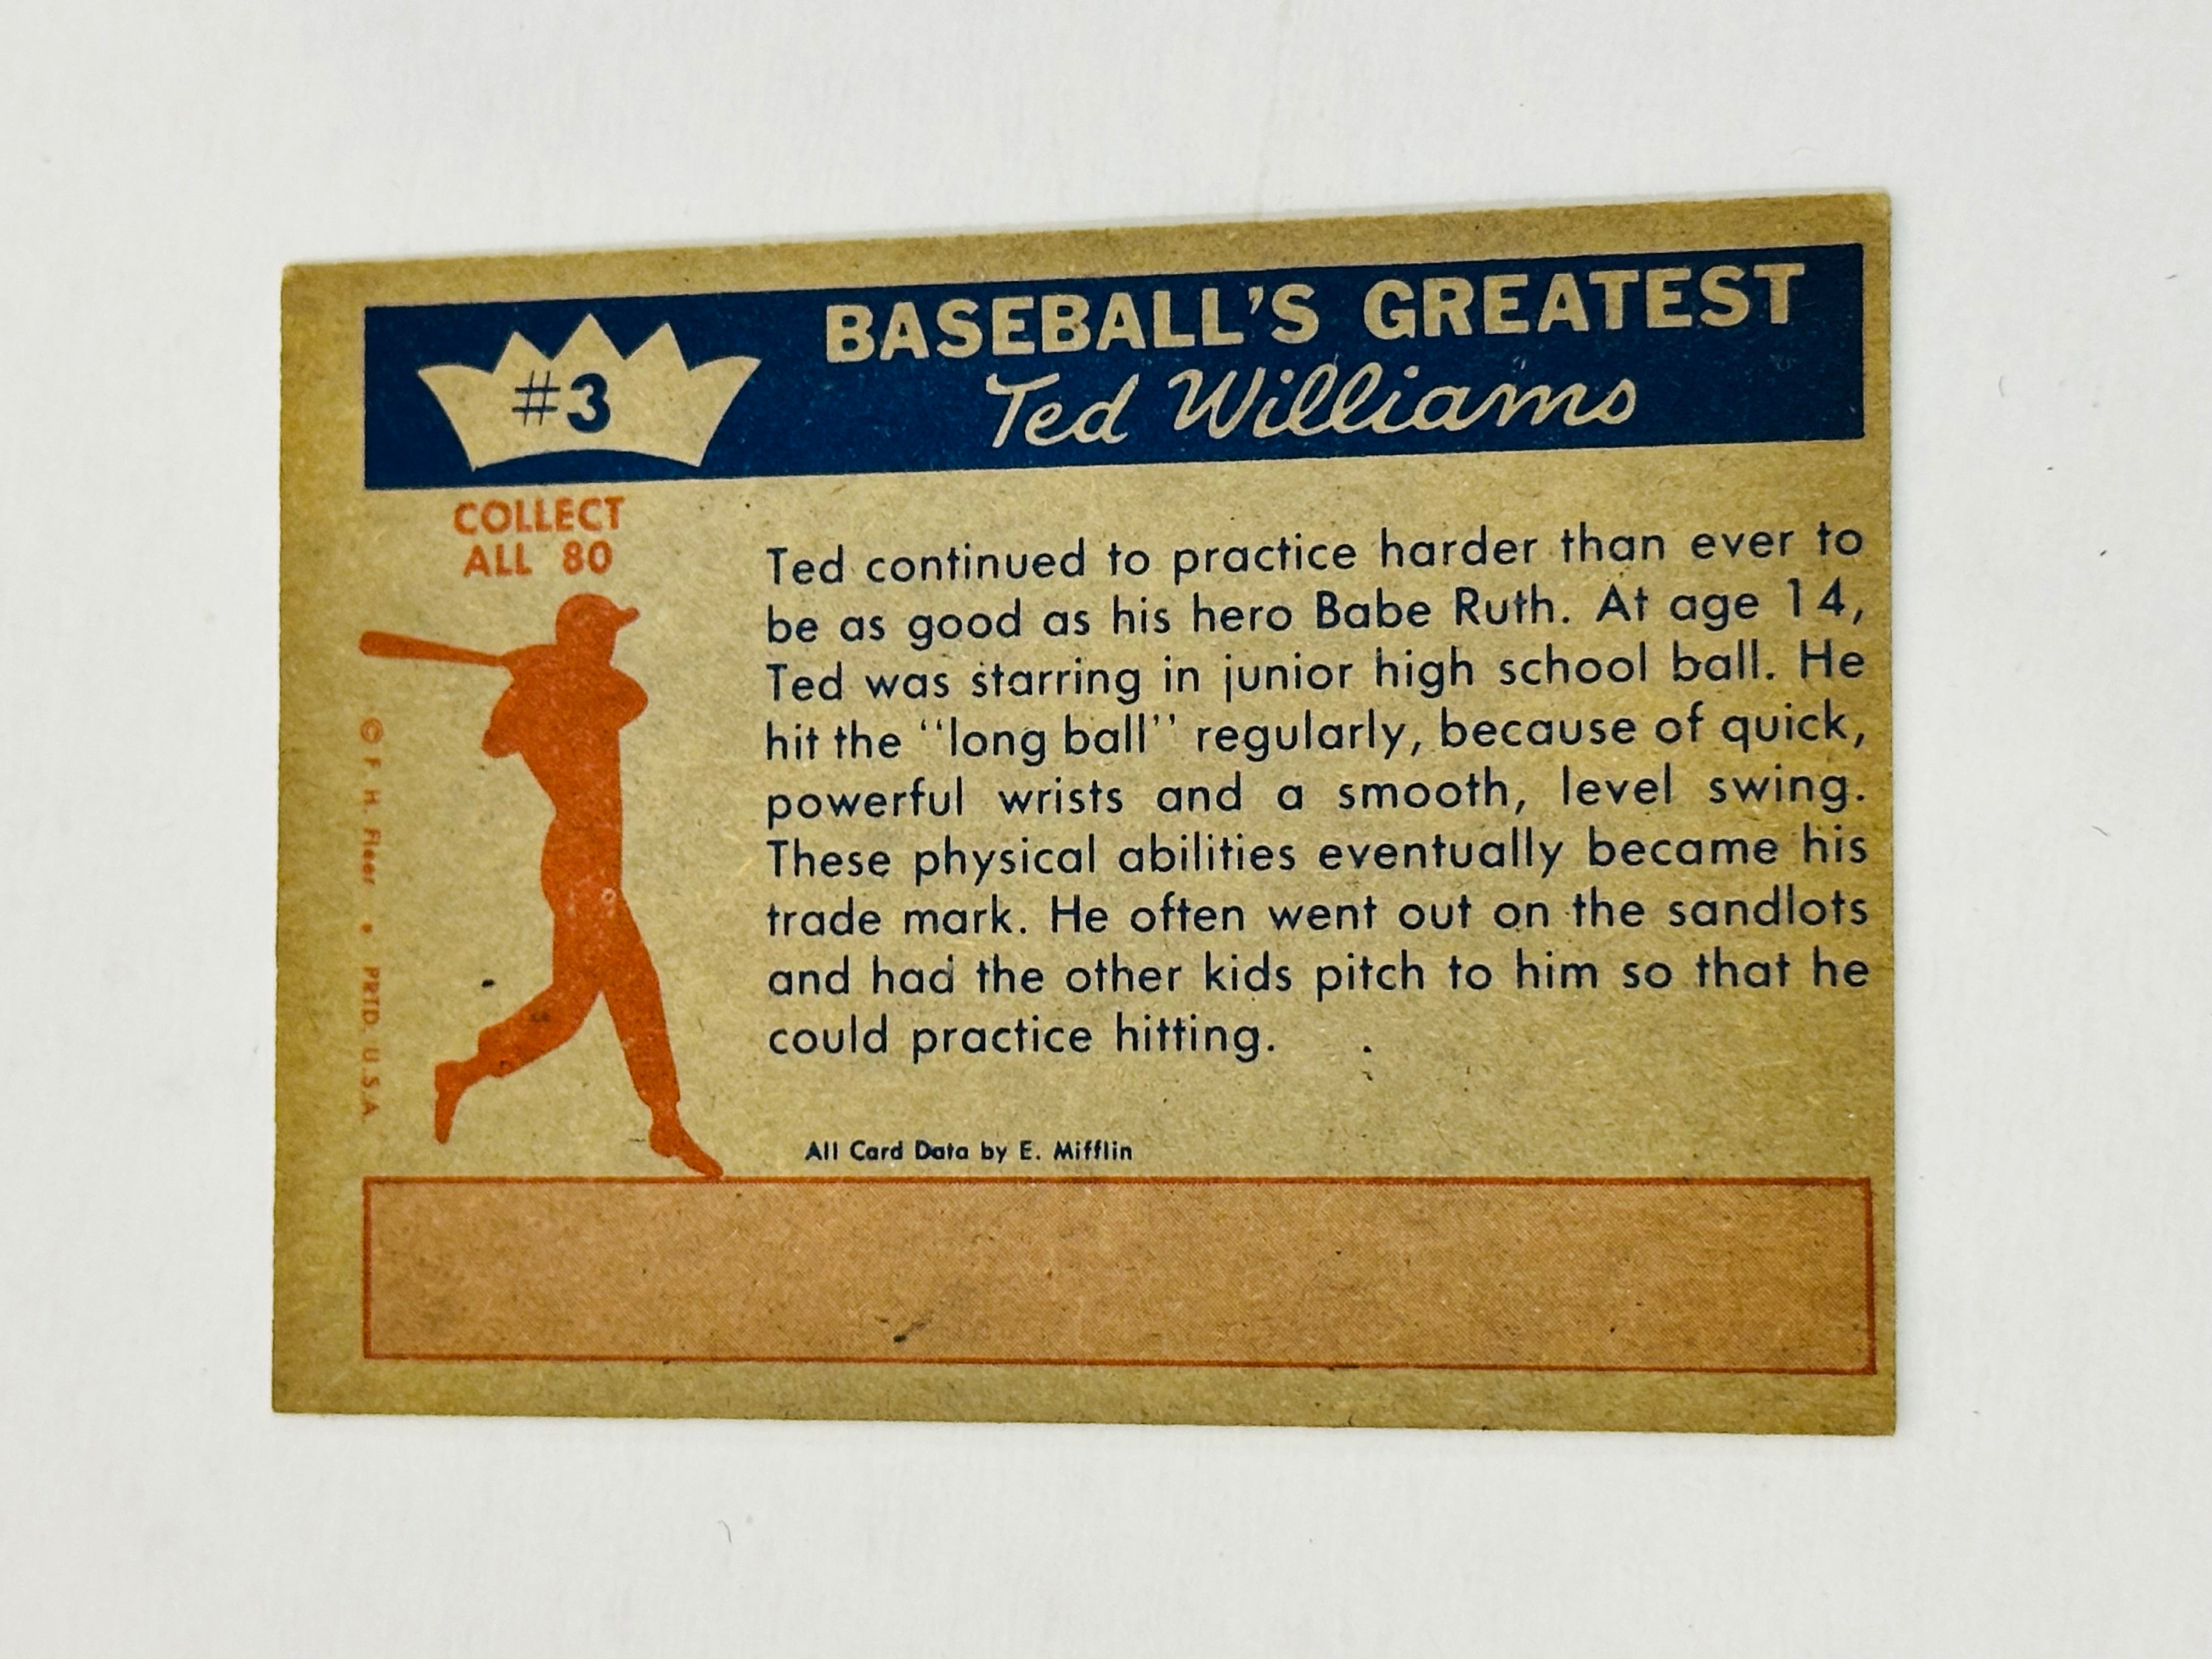 #3
BASEBALL'S GREATEST
Ted Williams
COLLECT
ALL 80
Ted continued to practice harder than ever to
be as good as his hero Babe Ruth. At age 14,
Ted was starring in junior high school ball. He
hit the "long ball" regularly, because of quick,
powerful wrists and a smooth, level swing.
These physical abilities eventually became his
trade mark. He often went out on the sandlots
and had the other kids pitch to him so that he
could practice hitting.
All Card Data by E. Mifflin
© F. H. Fleer • PRTD. U.S.A.